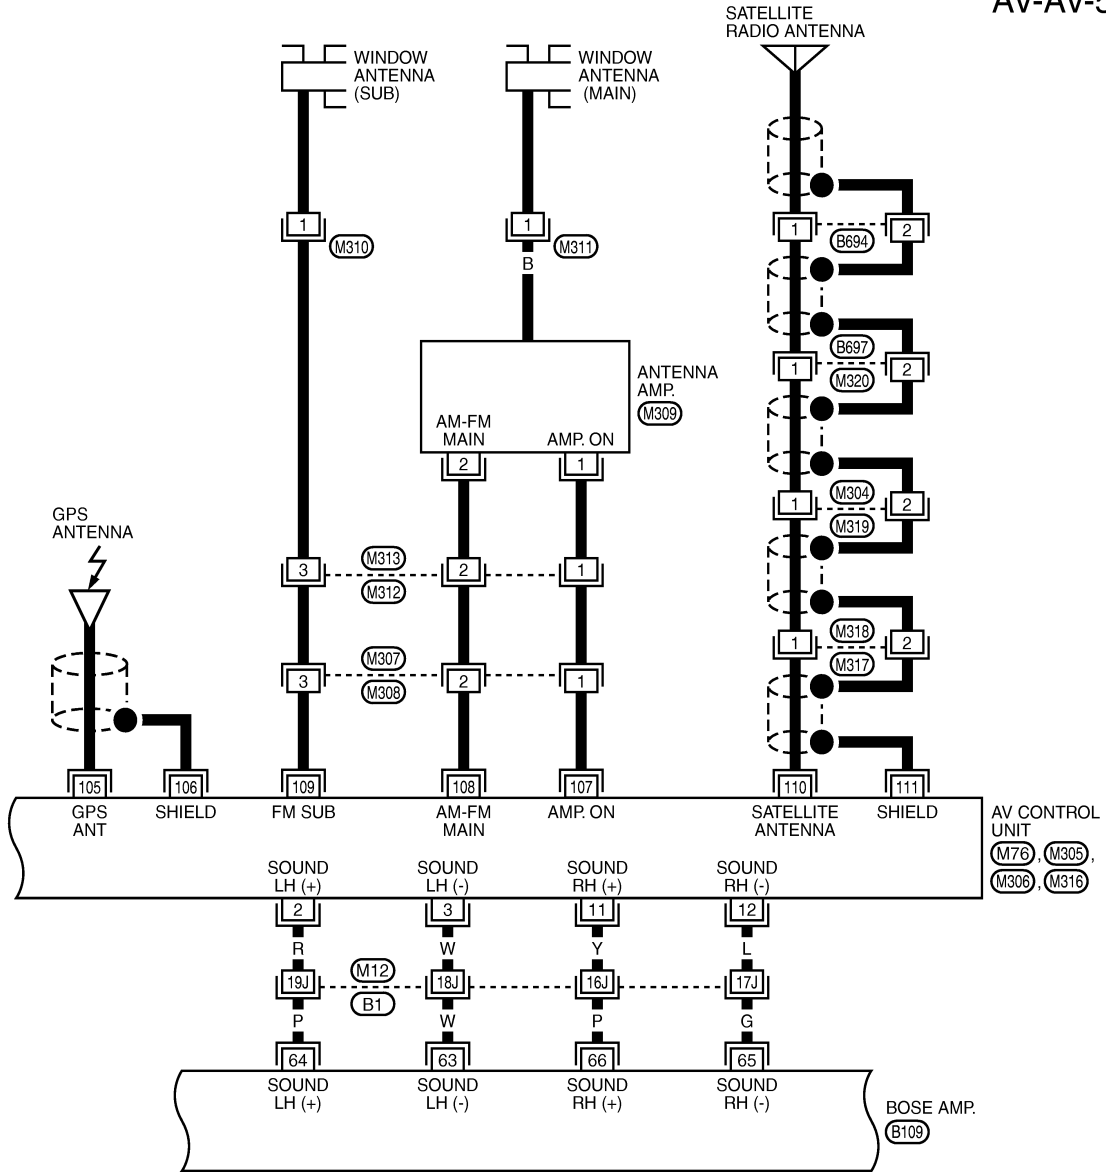 AV-AV-5
SATELLITE
RADIO ANTENNA
WINDOW
ANTENNA
(SUB)
WINDOW
ANTENNA
(MAIN)
1
M310
1
M311
B
1
B694
2
B697
1
M320
2
ANTENNA
AMP.
M309
AM-FM
MAIN
AMP. ON
2
1
M304
1
M319
2
GPS
ANTENNA
3
M313
M312
2
1
M318
1
M317
2
3
M307
M308
2
1
105
106
109
108
107
110
111
GPS
ANT
SHIELD
FM SUB
AM-FM
MAIN
AMP. ON
SATELLITE
ANTENNA
SHIELD
AV CONTROL
UNIT
M76 , M305 ,
M306 , M316
SOUND
LH (+)
SOUND
LH (-)
SOUND
RH (+)
SOUND
RH (-)
2
3
11
12
R
W
Y
L
19J
M12
B1
18J
16J
17J
P
W
P
G
64
63
66
65
SOUND
LH (+)
SOUND
LH (-)
SOUND
RH (+)
SOUND
RH (-)
BOSE AMP.
B109